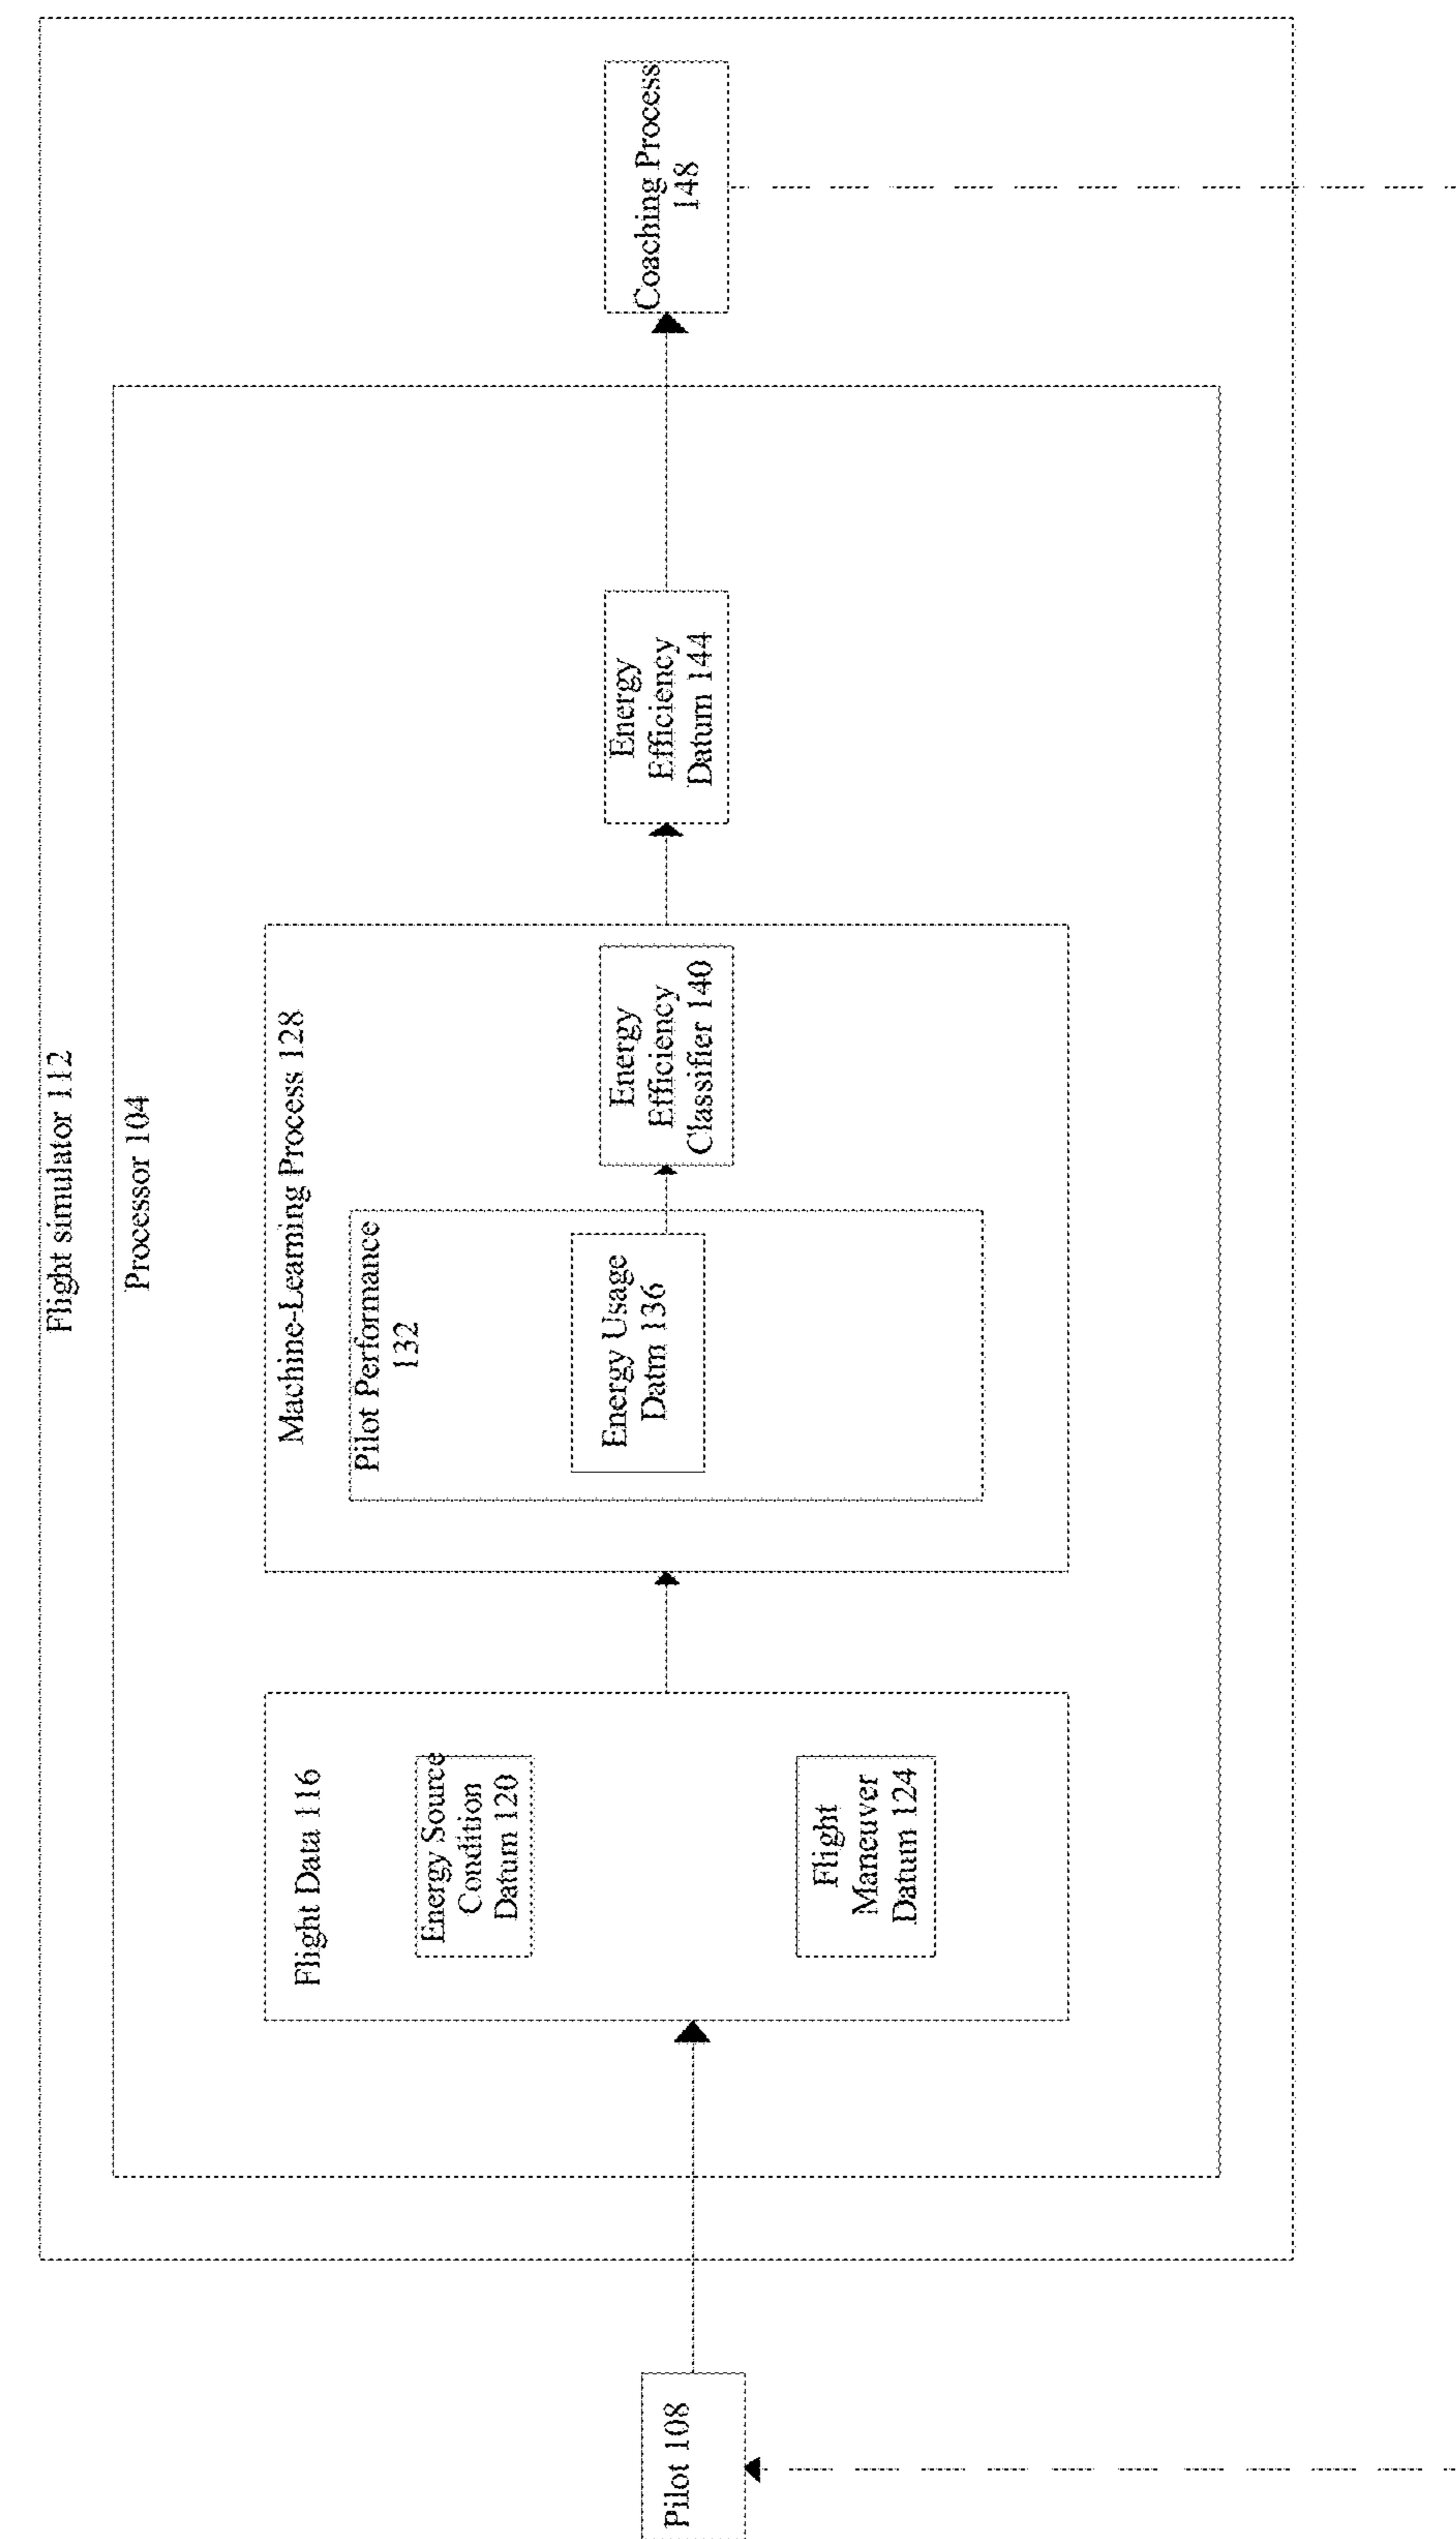 Flight simulator 112
Processor 104
Pilot 108
Flight Data 116
Energy Source
Condition
Datum 120
Flight
Maneuver
Datum 124
Machine-Learning Process 128
Pilot Performance
132
Energy Usage
Datm 136
Energy
Efficiency
Classifier 140
Energy
Efficiency
Datum 144
Coaching Process
148